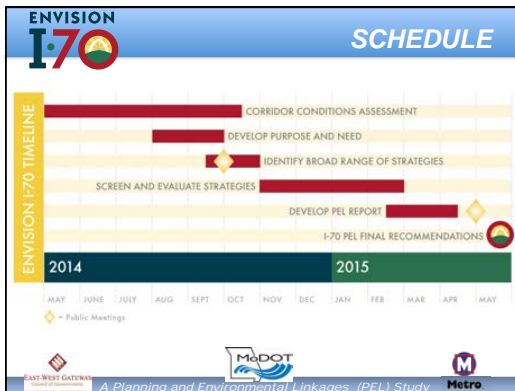 ENVISION
I·70
SCHEDULE
ENVISION I-70 TIMELINE
CORRIDOR CONDITIONS ASSESSMENT
DEVELOP PURPOSE AND NEED
IDENTIFY BROAD RANGE OF STRATEGIES
SCREEN AND EVALUATE STRATEGIES
DEVELOP PEL REPORT
I-70 PEL FINAL RECOMMENDATIONS
2014 2015
MAY JUNE JULY AUG SEPT OCT NOV DEC JAN FEB MAR APR MAY
= Public Meetings
EAST-WEST GATEWAY
Council of Governments
MoDOT
M
Metro
A Planning and Environmental Linkages (PEL) Study